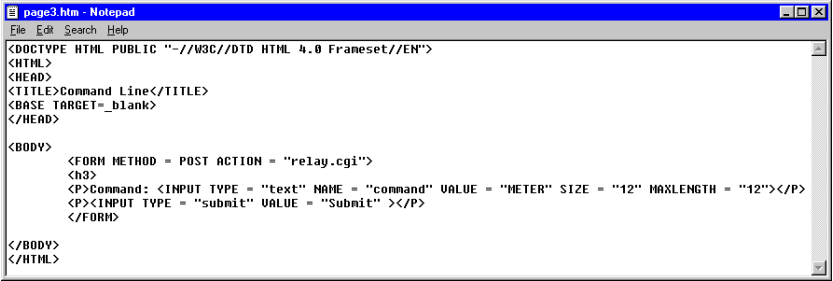 page3.htm - Notepad
File Edit Search Help
<DOCTYPE HTML PUBLIC "-//W3C//DTD HTML 4.0 Frameset//EN">
<HTML>
<HEAD>
<TITLE>Command Line</TITLE>
<BASE TARGET=_blank>
</HEAD>
<BODY>
<FORM METHOD = POST ACTION = "relay.cgi">
<h3>
<P>Command: <INPUT TYPE = "text" NAME = "command" VALUE = "METER" SIZE = "12" MAXLENGTH = "12"></P>
<P><INPUT TYPE = "submit" VALUE = "Submit" ></P>
</FORM>
</BODY>
</HTML>